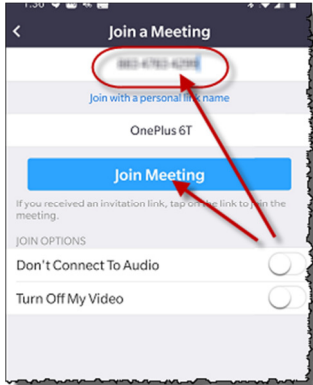 Join a Meeting
Join with a personal link name
OnePlus 6T
Join Meeting
If you received an invitation link, tap on the link to join the
meeting.
JOIN OPTIONS
Don't Connect To Audio
Turn Off My Video